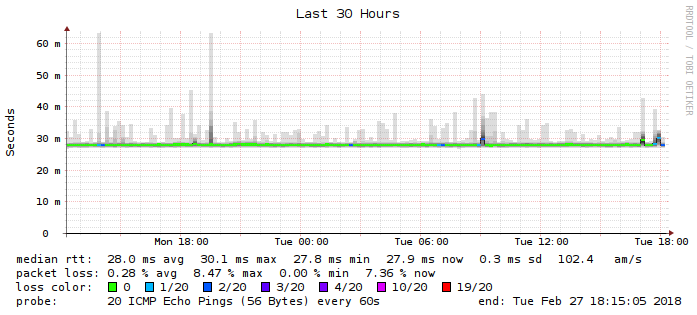 Last 30 Hours
RRDTOOL / TOBI OETIKER
Seconds
60 m
50 m
40 m
30 m
20 m
10 m
0
Mon 18:00 Tue 00:00 Tue 06:00 Tue 12:00 Tue 18:00
median rtt: 28.0 ms avg 30.1 ms max 27.8 ms min 27.9 ms now 0.3 ms sd 102.4 am/s
packet loss: 0.28 % avg 8.47 % max 0.00 % min 7.36 % now
loss color: 0 1/20 2/20 3/20 4/20 10/20 19/20
probe: 20 ICMP Echo Pings (56 Bytes) every 60s end: Tue Feb 27 18:15:05 2018